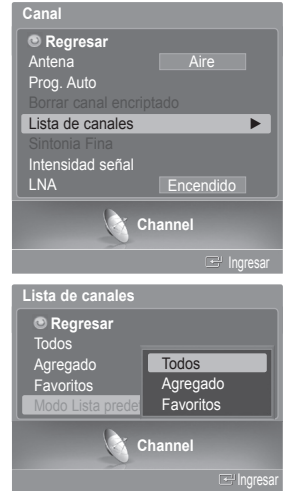 Canal
Regresar
Antena Aire
Prog. Auto
Borrar canal encriptado
Lista de canales
Sintonia Fina
Intensidad señal
LNA Encendido
Channel
Ingresar
Lista de canales
Regresar
Todos
Agregado
Favoritos
Modo Lista prede
Todos
Agregado
Favoritos
Channel
Ingresar